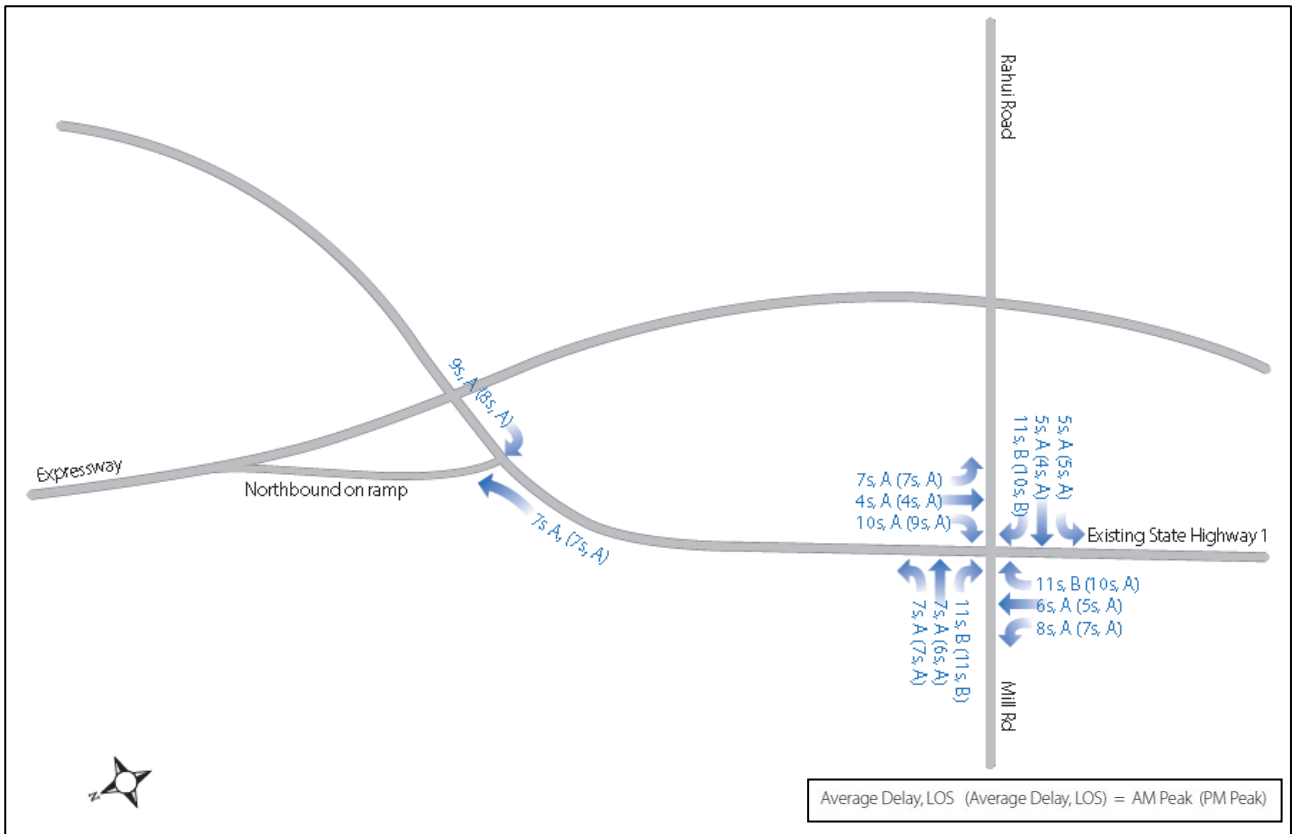 Rahui Road
9s, A (8s, A)
Expressway
Northbound on ramp
7s A, (7s, A)
7s, A (7s, A)
4s, A (4s, A)
10s, A (9s, A)
11s, B (10s, B)
5s, A (4s, A)
5s, A (5s, A)
Existing State Highway 1
11s, B (10s, A)
6s, A (5s, A)
8s, A (7s, A)
7s, A (7s, A)
7s, A (6s, A)
11s, B (11s, B)
Mill Rd
N
Average Delay, LOS (Average Delay, LOS) = AM Peak (PM Peak)